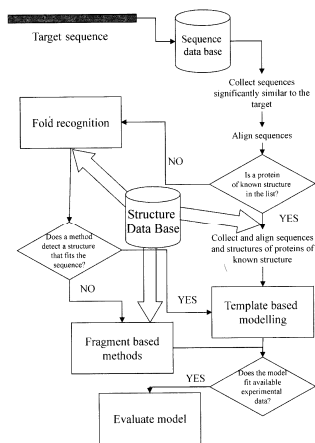 Target sequence
Sequence
data base
Collect sequences
significantly similar to the
target
Align sequences
Fold recognition
NO
Is a protein
of known structure
in the list?
Structure
Data Base
YES
Collect and align sequences
and structures of proteins of
known structure
Does a method
detect a structure
that fits the
sequence?
NO
YES
Template based
modelling
Fragment based
methods
Does the model
fit available
experimental
data?
YES
Evaluate model